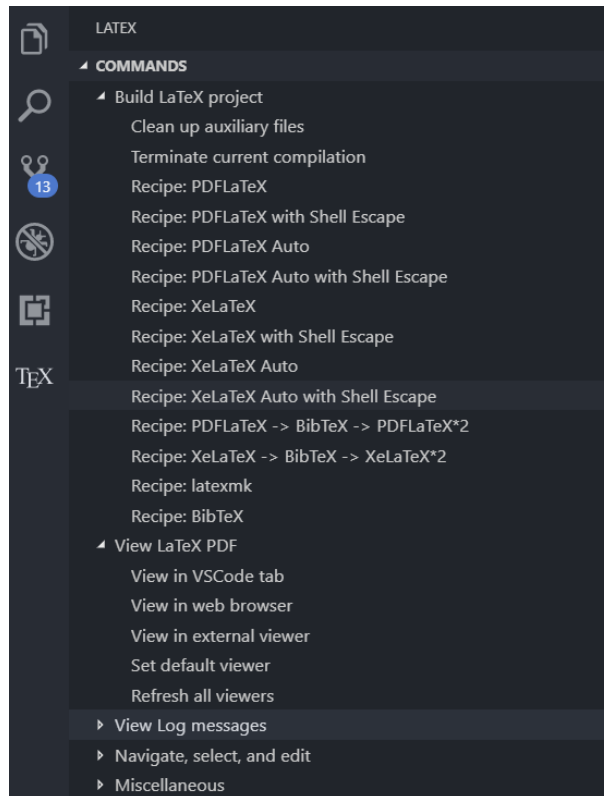 LATEX
COMMANDS
Build LaTeX project
Clean up auxiliary files
Terminate current compilation
Recipe: PDFLaTeX
13
Recipe: PDFLaTeX with Shell Escape
Recipe: PDFLaTeX Auto
Recipe: PDFLaTeX Auto with Shell Escape
Recipe: XeLaTeX
Recipe: XeLaTeX with Shell Escape
Recipe: XeLaTeX Auto
TEX
Recipe: XeLaTeX Auto with Shell Escape
Recipe: PDFLaTeX -> BibTeX -> PDFLaTeX*2
Recipe: XeLaTeX -> BibTeX -> XeLaTeX*2
Recipe: latexmk
Recipe: BibTeX
View LaTeX PDF
View in VSCode tab
View in web browser
View in external viewer
Set default viewer
Refresh all viewers
View Log messages
Navigate, select, and edit
Miscellaneous